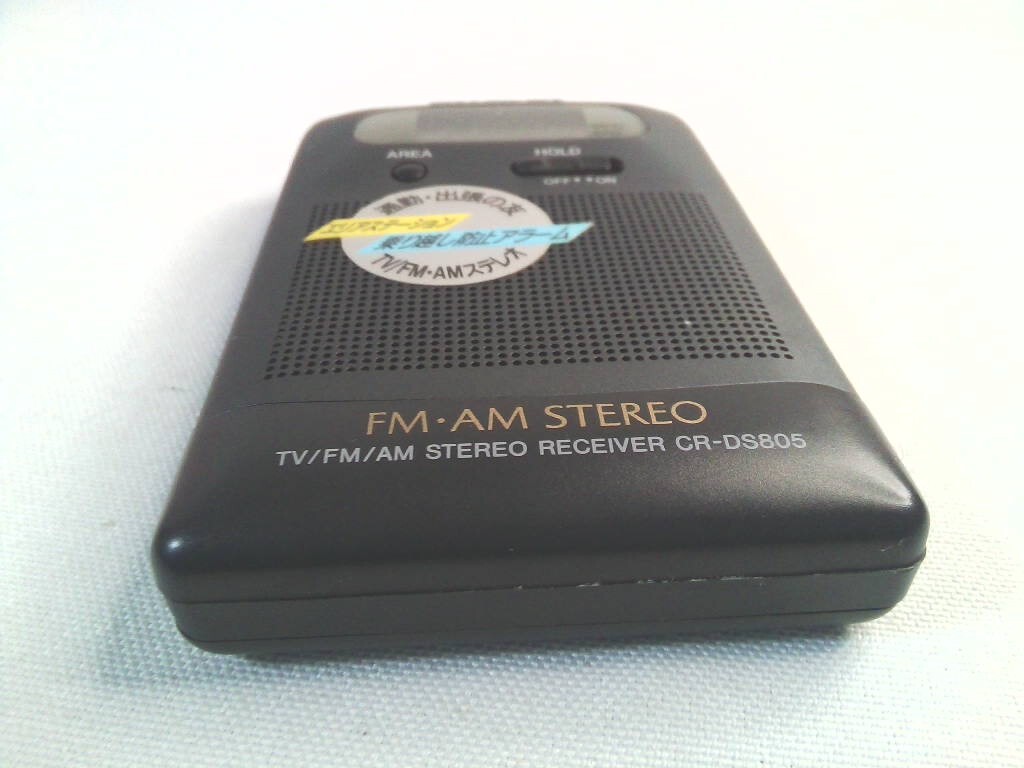 AREA
HOLD
OFF••ON
通勤・出張の友
エリアステーション
乗り越し防止アラーム
TV/FM・AMステレオ
FM・AM STEREO
TV/FM/AM STEREO RECEIVER CR-DS805